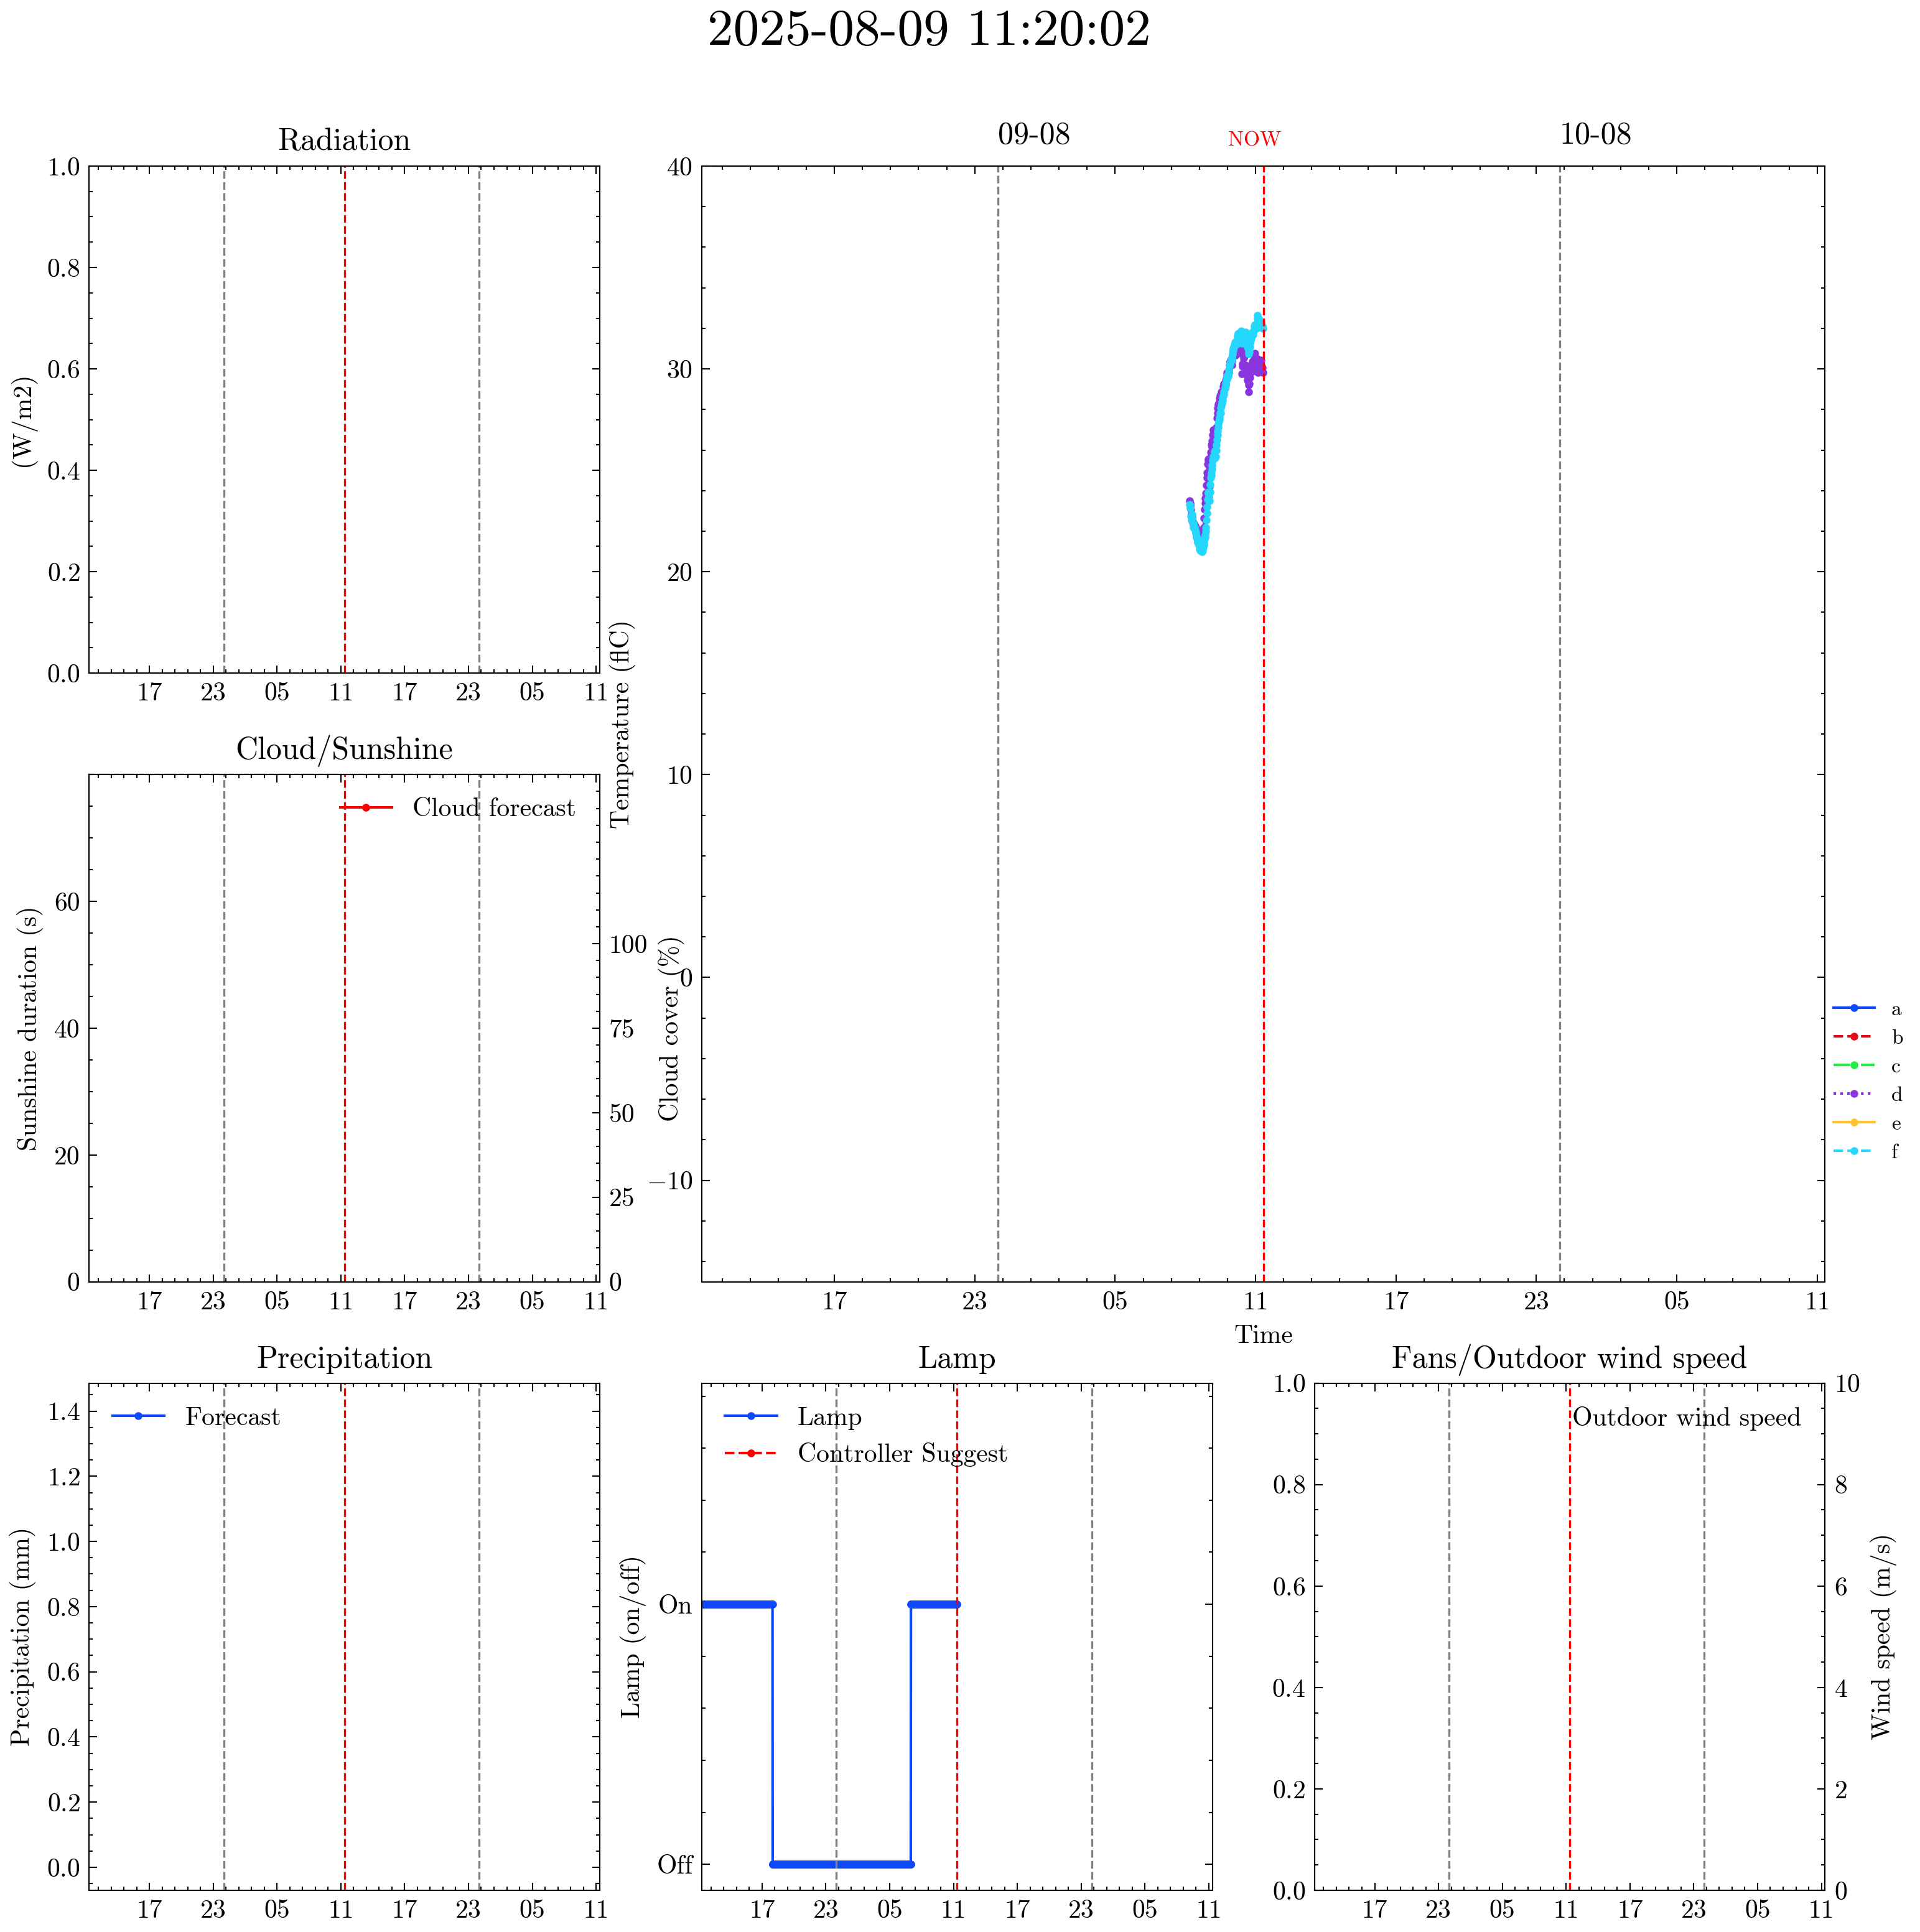 2025-08-09 11:20:02
Radiation
1.0
0.8
0.6
0.4
0.2
0.0
(W/m2)
17 23 05 11 17 23 05 11
09-08 NOW 10-08
40
30
20
10
0
−10
Temperature (flC)
17 23 05 11 17 23 05 11
Time
a
b
c
d
e
f
Cloud/Sunshine
Cloud forecast
60
40
20
0
Sunshine duration (s)
100
75
50
25
0
Cloud cover (%)
17 23 05 11 17 23 05 11
Precipitation
Forecast
1.4
1.2
1.0
0.8
0.6
0.4
0.2
0.0
Precipitation (mm)
17 23 05 11 17 23 05 11
Lamp
Lamp
Controller Suggest
On
Off
Lamp (on/off)
17 23 05 11 17 23 05 11
Fans/Outdoor wind speed
Outdoor wind speed
1.0
0.8
0.6
0.4
0.2
0.0
10
8
6
4
2
0
Wind speed (m/s)
17 23 05 11 17 23 05 11